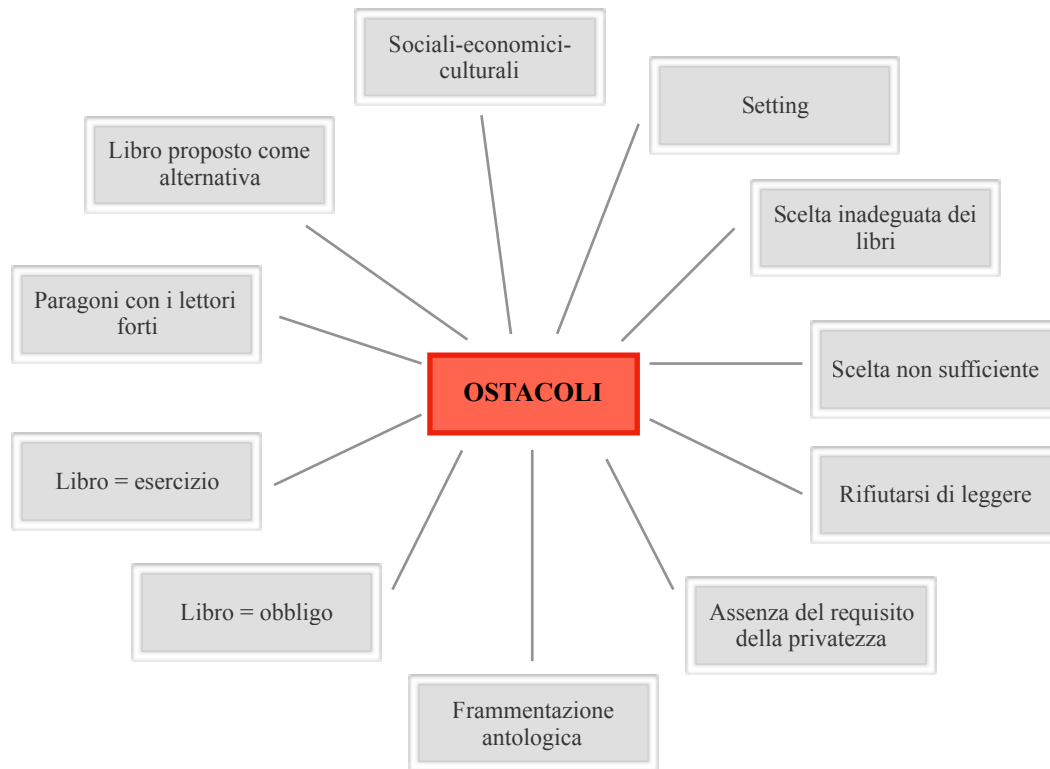 Sociali-economici-
culturali
Setting
Libro proposto come
alternativa
Scelta inadeguata dei
libri
Paragoni con i lettori
forti
Scelta non sufficiente
OSTACOLI
Libro = esercizio
Rifiutarsi di leggere
Libro = obbligo
Assenza del requisito
della privatezza
Frammentazione
antologica